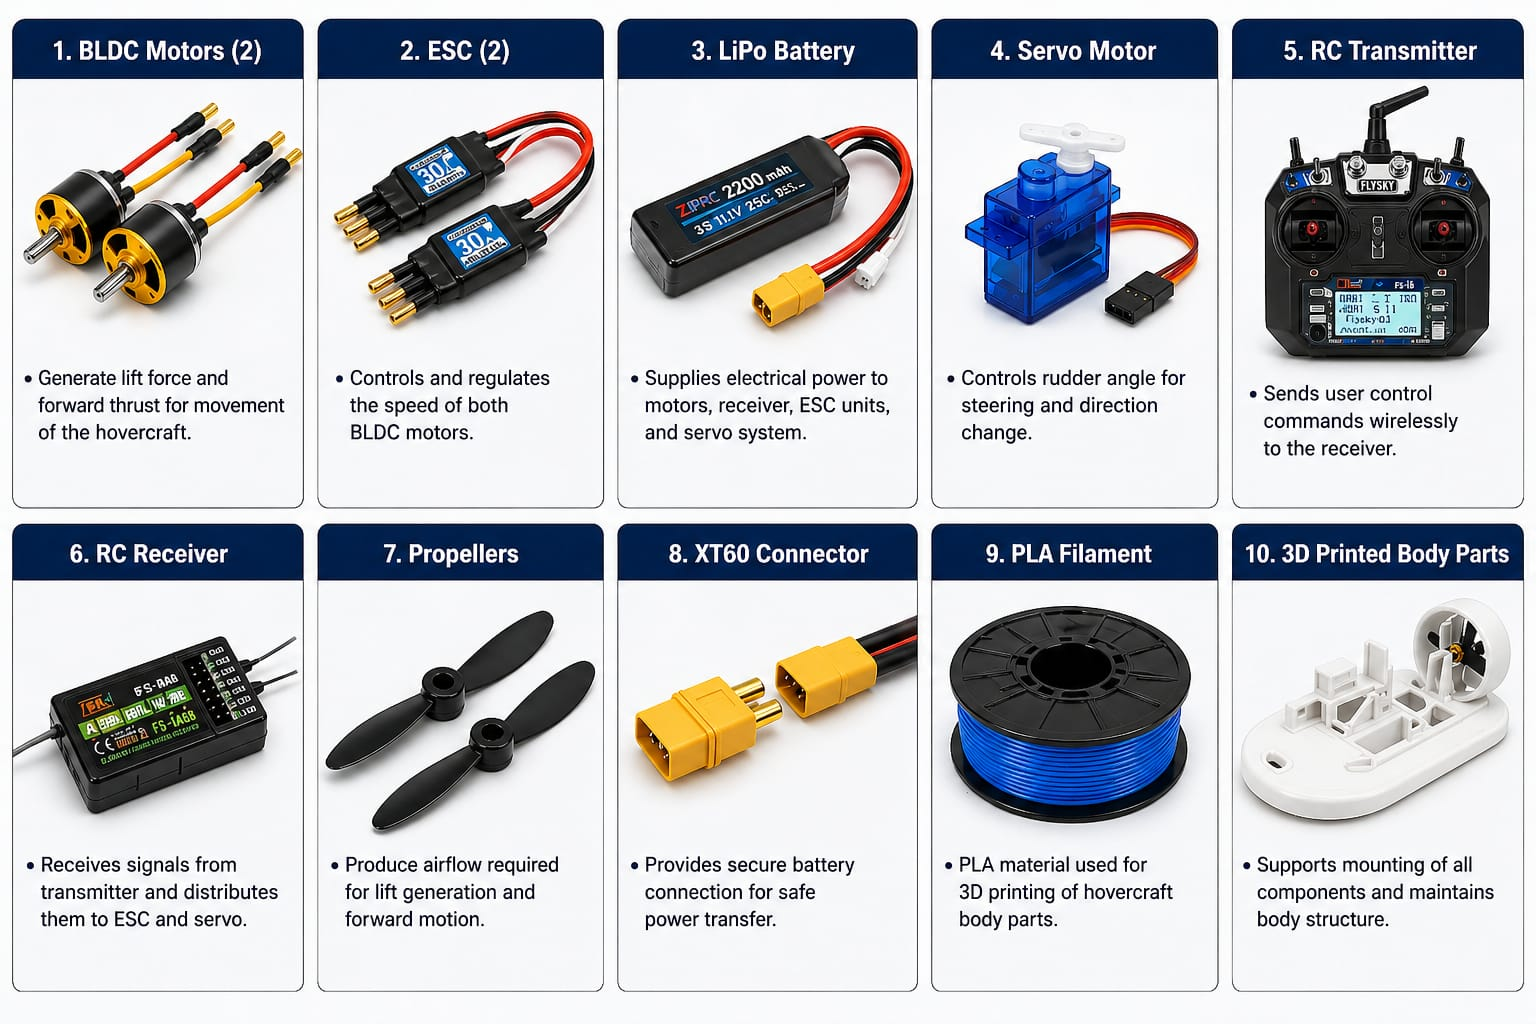 1. BLDC Motors (2)
2. ESC (2)
3. LiPo Battery
4. Servo Motor
5. RC Transmitter
30
30
ZIPRC 2200 mAh
3S 11.1V 25C
FLYSKY
FS-i6
• Generate lift force and
forward thrust for movement
of the hovercraft.
• Controls and regulates
the speed of both
BLDC motors.
• Supplies electrical power to
motors, receiver, ESC units,
and servo system.
• Controls rudder angle for
steering and direction
change.
• Sends user control
commands wirelessly
to the receiver.
6. RC Receiver
7. Propellers
8. XT60 Connector
9. PLA Filament
10. 3D Printed Body Parts
CE
• Receives signals from
transmitter and distributes
them to ESC and servo.
• Produce airflow required
for lift generation and
forward motion.
• Provides secure battery
connection for safe
power transfer.
• PLA material used for
3D printing of hovercraft
body parts.
• Supports mounting of all
components and maintains
body structure.